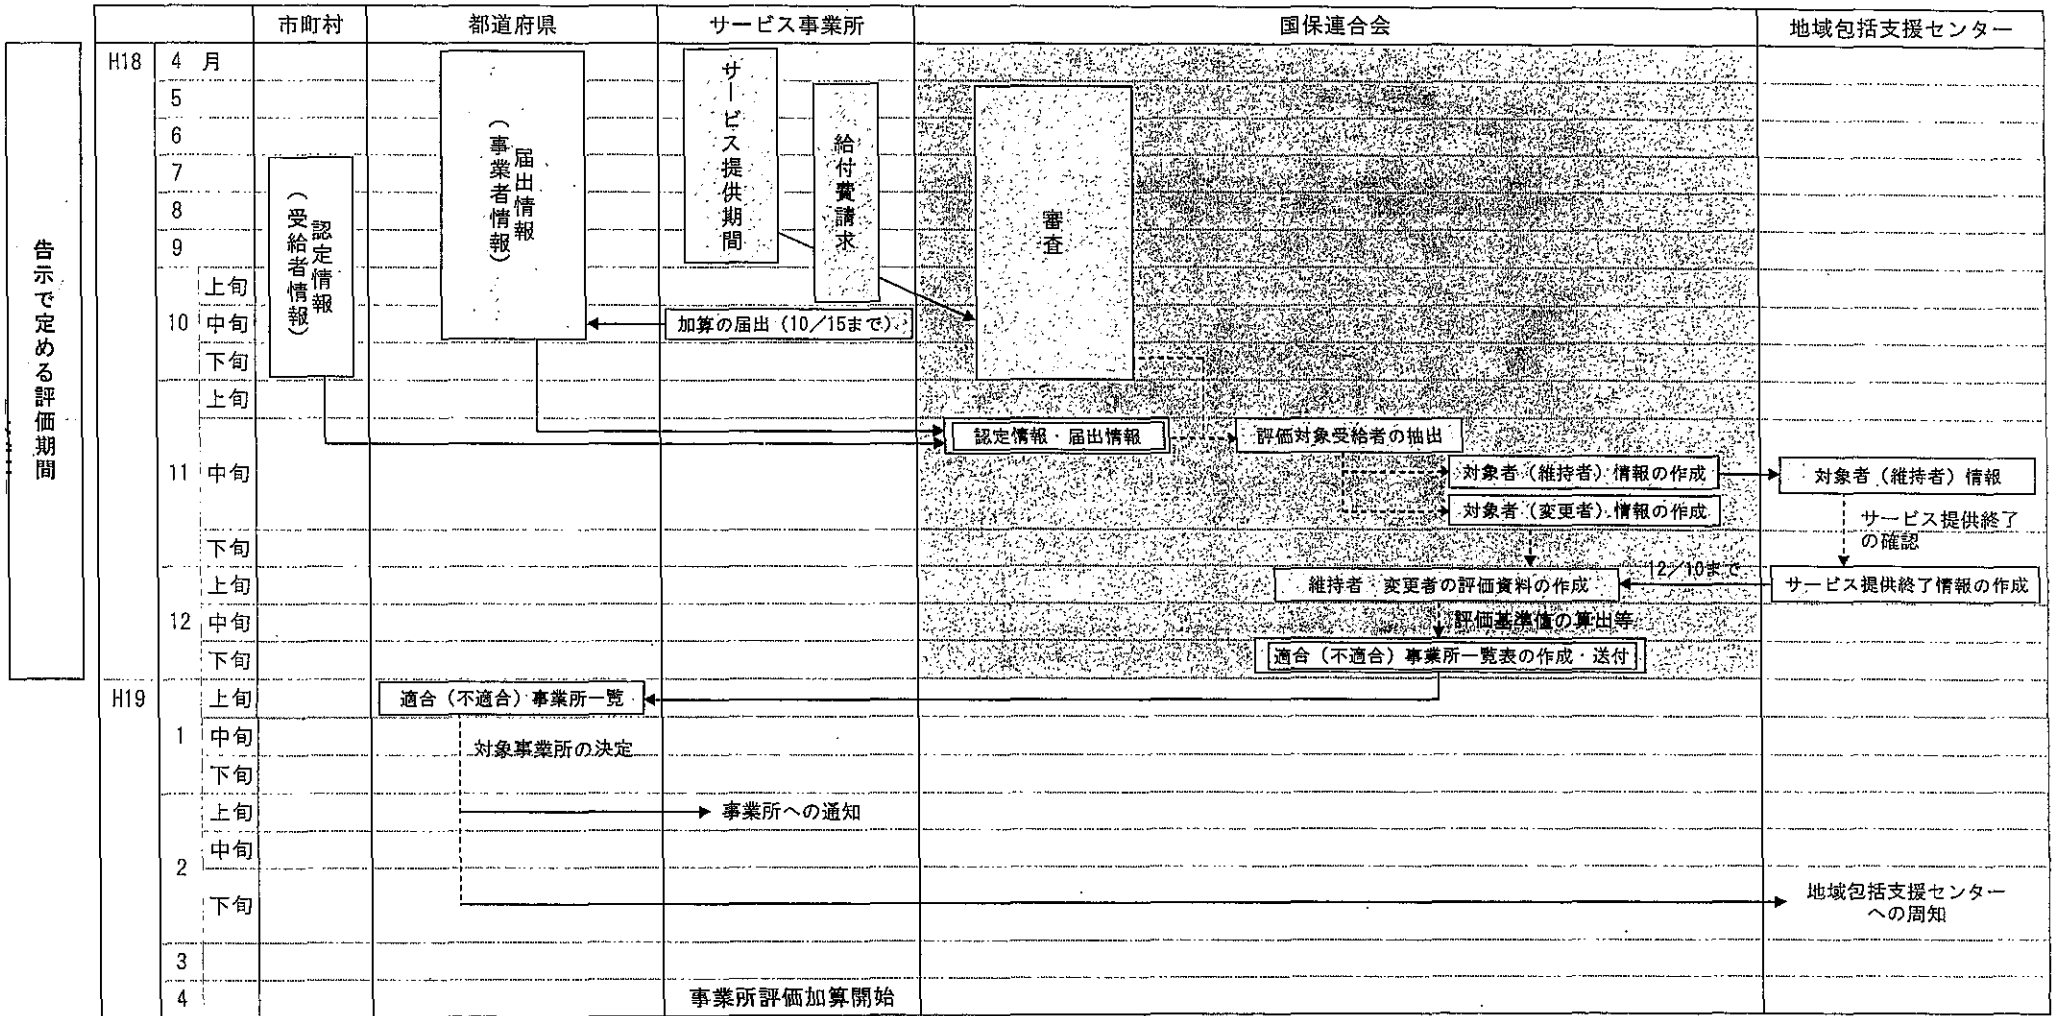 市町村
都道府県
サービス事業所
国保連合会
地域包括支援センター
告示で定める評価期間
H18
4 月
5
6
7
8
9
上旬
10 中旬
下旬
上旬
11 中旬
下旬
上旬
12 中旬
下旬
H19
上旬
1 中旬
下旬
上旬
中旬
2
下旬
3
4
認定情報
(受給者情報)
届出情報
(事業者情報)
サービス提供期間
給付費請求
審査
加算の届出(10/15まで)
認定情報・届出情報
評価対象受給者の抽出
対象者(維持者)情報の作成
対象者(維持者)情報
対象者(変更者)情報の作成
サービス提供終了
の確認
維持者・変更者の評価資料の作成
12/10まで
サービス提供終了情報の作成
評価基準値の算出等
適合(不適合)事業所一覧表の作成・送付
適合(不適合)事業所一覧
対象事業所の決定
事業所への通知
地域包括支援センター
への周知
事業所評価加算開始